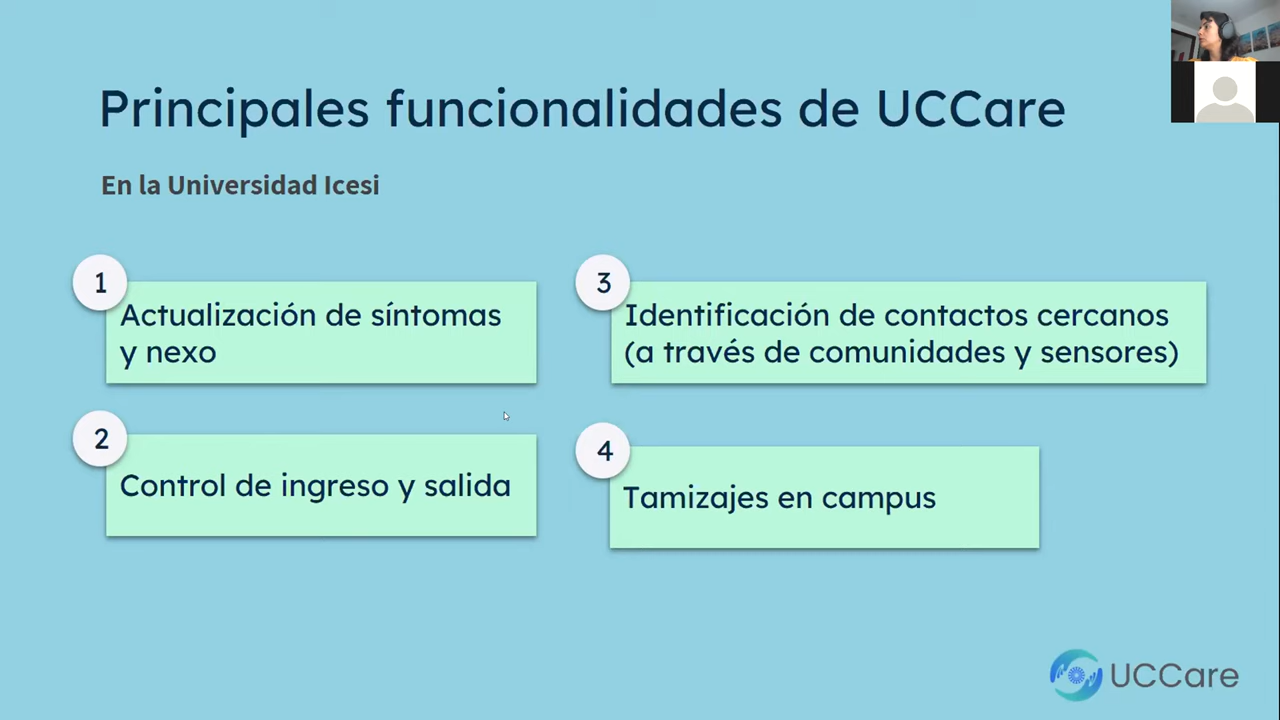 Principales funcionalidades de UCCare
En la Universidad Icesi
1
Actualización de síntomas
y nexo
2
Control de ingreso y salida
3
Identificación de contactos cercanos
(a través de comunidades y sensores)
4
Tamizajes en campus
UCCare